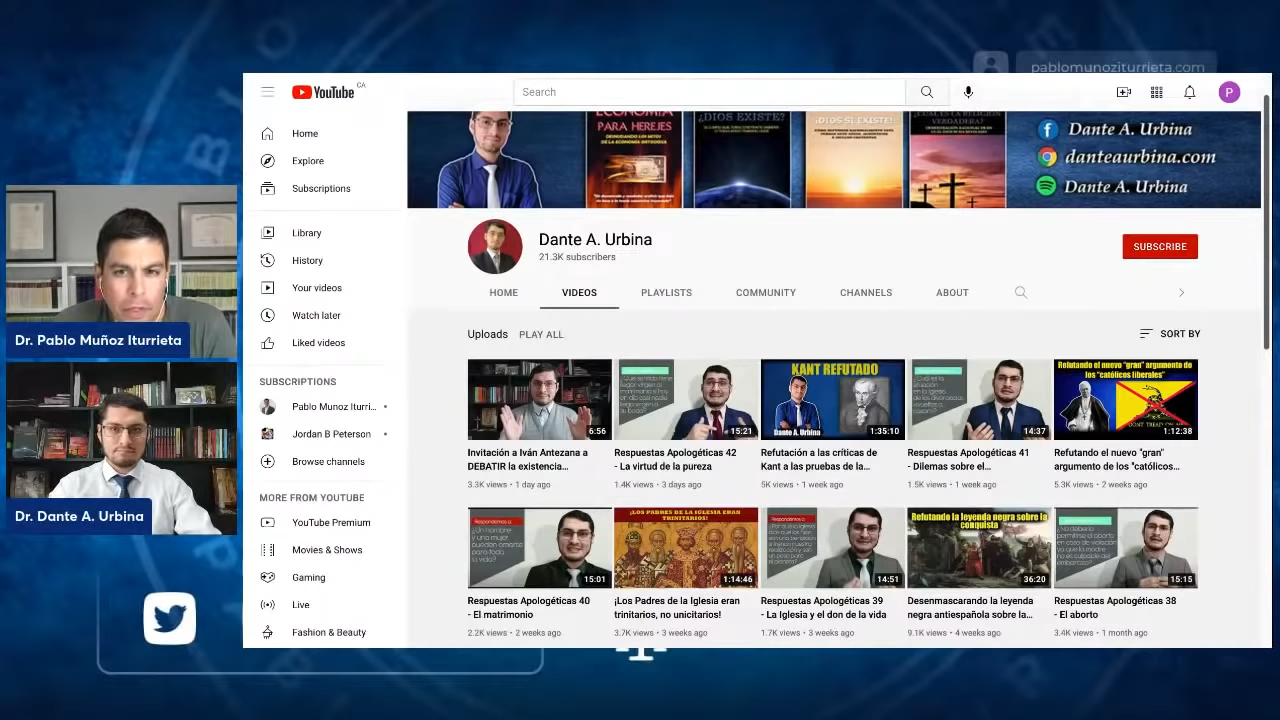 pablomunoziturrieta.com
YouTube CA
Search
P
Home
Explore
Subscriptions
Library
History
Your videos
Watch later
Liked videos
SUBSCRIPTIONS
Pablo Munoz Iturri...
Jordan B Peterson
Browse channels
MORE FROM YOUTUBE
YouTube Premium
Movies & Shows
Gaming
Live
Fashion & Beauty
Dr. Pablo Muñoz Iturrieta
Dr. Dante A. Urbina
ECONOMÍA
PARA HEREJES
¿DIOS EXISTE?
¡DIOS SÍ EXISTE!
Dante A. Urbina
danteaurbina.com
Dante A. Urbina
Dante A. Urbina
21.3K subscribers
SUBSCRIBE
HOME
VIDEOS
PLAYLISTS
COMMUNITY
CHANNELS
ABOUT
Uploads
PLAY ALL
SORT BY
6:56
Invitación a Iván Antezana a
DEBATIR la existencia...
3.3K views • 1 day ago
15:21
Respuestas Apologéticas 42
- La virtud de la pureza
1.4K views • 3 days ago
KANT REFUTADO
Dante A. Urbina
1:35:10
Refutación a las críticas de
Kant a las pruebas de la...
5K views • 1 week ago
14:37
Respuestas Apologéticas 41
- Dilemas sobre el...
1.5K views • 1 week ago
Refutando el nuevo "gran" argumento
de los "católicos liberales"
1:12:38
Refutando el nuevo "gran"
argumento de los "católicos...
5.3K views • 2 weeks ago
15:01
Respuestas Apologéticas 40
- El matrimonio
2.2K views • 2 weeks ago
¡LOS PADRES DE LA IGLESIA ERAN
TRINITARIOS!
1:14:46
¡Los Padres de la Iglesia eran
trinitarios, no unicitarios!
3.7K views • 3 weeks ago
14:51
Respuestas Apologéticas 39
- La Iglesia y el don de la vida
1.7K views • 3 weeks ago
Refutando la leyenda negra sobre la
conquista
36:20
Desenmascarando la leyenda
negra antiespañola sobre la...
9.1K views • 4 weeks ago
15:15
Respuestas Apologéticas 38
- El aborto
3.4K views • 1 month ago